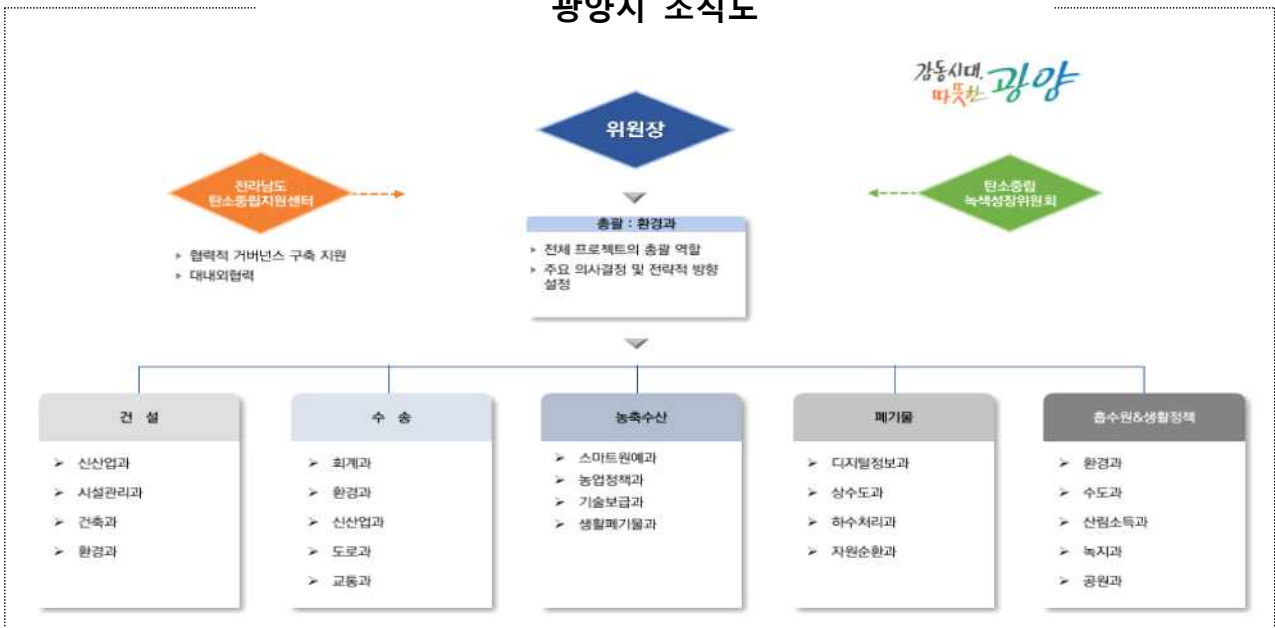 광양시 조직도
감동시대,
따뜻한 광양
위원장
전라남도
탄소중립지원센터
탄소중립
녹색성장위원회
▹ 협력적 거버넌스 구축 지원
▹ 대내외협력
총괄 : 환경과
▹ 전체 프로젝트의 총괄 역할
▹ 주요 의사결정 및 전략적 방향
설정
건 설
➢ 신산업과
➢ 시설관리과
➢ 건축과
➢ 환경과
수 송
➢ 회계과
➢ 환경과
➢ 신산업과
➢ 도로과
➢ 교통과
농축수산
➢ 스마트원예과
➢ 농업정책과
➢ 기술보급과
➢ 생활폐기물과
폐기물
➢ 디지털정보과
➢ 상수도과
➢ 하수처리과
➢ 자원순환과
흡수원&생활정책
➢ 환경과
➢ 수도과
➢ 산림소득과
➢ 녹지과
➢ 공원과